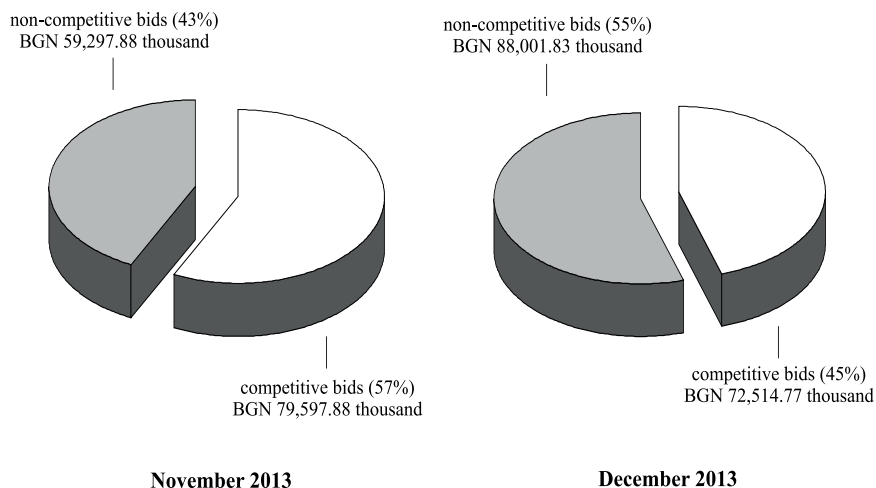 non-competitive bids (43%)
BGN 59,297.88 thousand
competitive bids (57%)
BGN 79,597.88 thousand
November 2013
non-competitive bids (55%)
BGN 88,001.83 thousand
competitive bids (45%)
BGN 72,514.77 thousand
December 2013